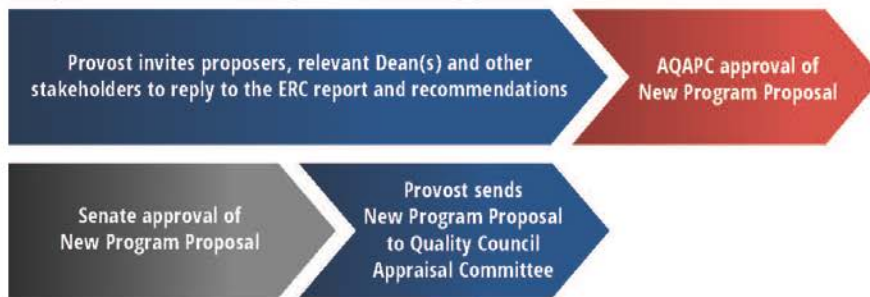 Provost invites proposers, relevant Dean(s) and other
stakeholders to reply to the ERC report and recommendations
AQAPC approval of
New Program Proposal
Senate approval of
New Program Proposal
Provost sends
New Program Proposal
to Quality Council
Appraisal Committee